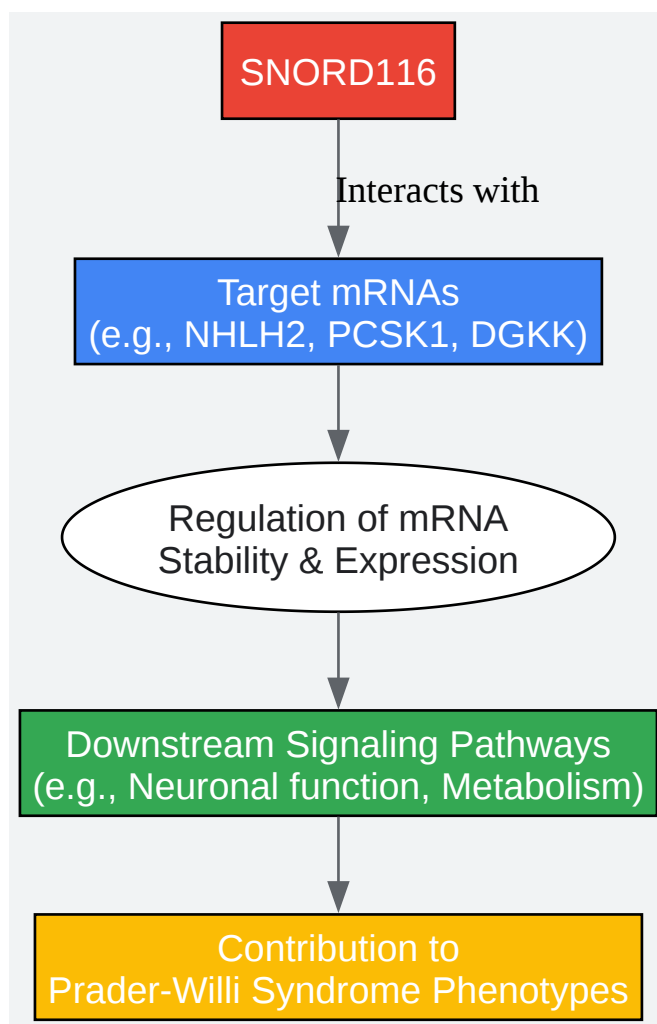 SNORD116
Interacts with
Target mRNAs
(e.g., NHLH2, PCSK1, DGKK)
Regulation of mRNA
Stability & Expression
Downstream Signaling Pathways
(e.g., Neuronal function, Metabolism)
Contribution to
Prader-Willi Syndrome Phenotypes